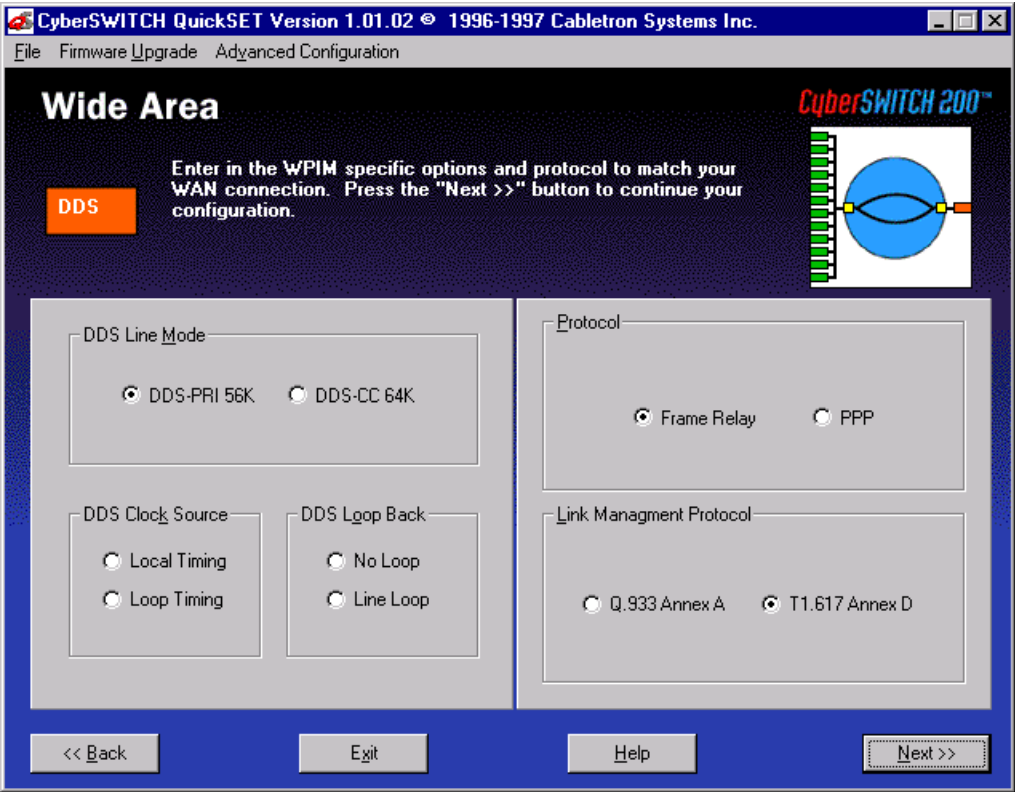 CyberSWITCH QuickSET Version 1.01.02 © 1996-1997 Cabletron Systems Inc.
File Firmware Upgrade Advanced Configuration
Wide Area
CyberSWITCH 200™
Enter in the WPIM specific options and protocol to match your
WAN connection. Press the "Next >>" button to continue your
configuration.
DDS
DDS Line Mode
DDS-PRI 56K DDS-CC 64K
Protocol
Frame Relay PPP
DDS Clock Source
Local Timing
Loop Timing
DDS Loop Back
No Loop
Line Loop
Link Managment Protocol
Q.933 Annex A T1.617 Annex D
<< Back Exit Help Next >>